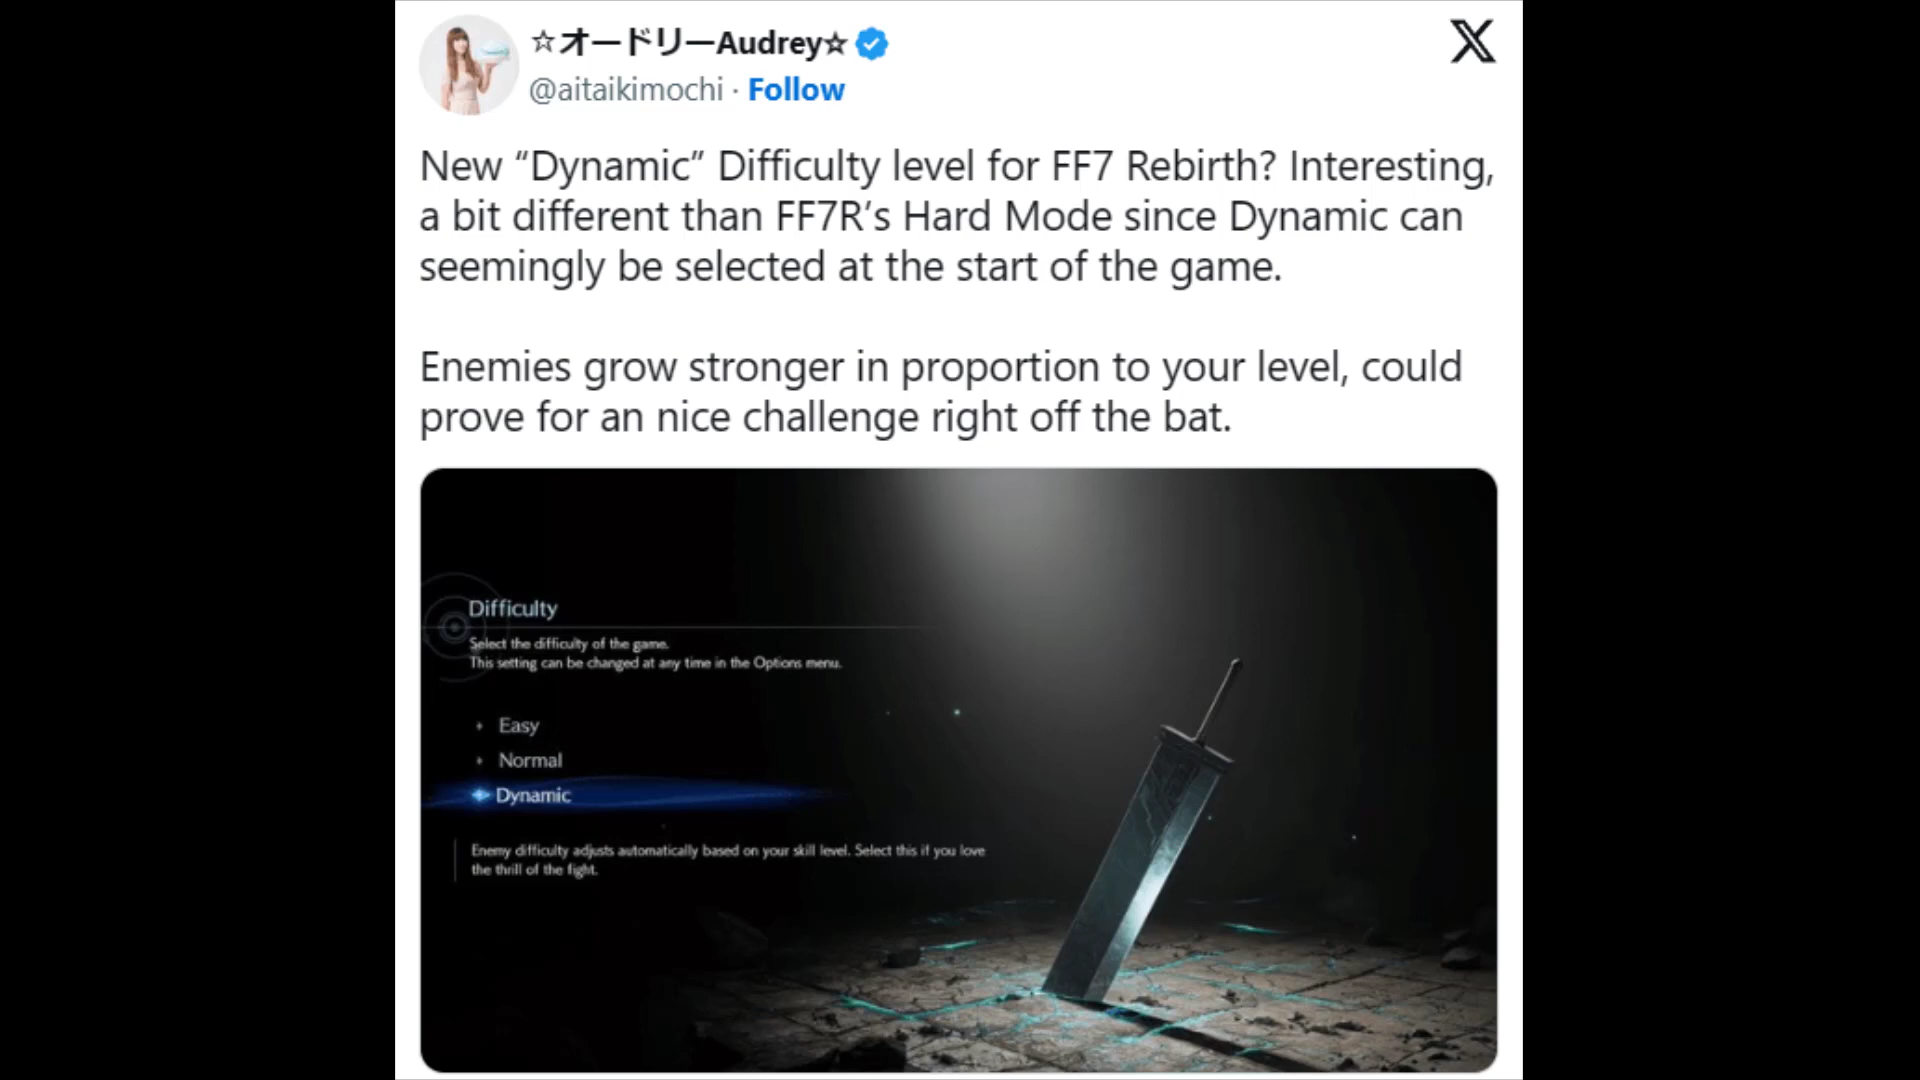 ☆オードリーAudrey☆
@aitaikimochi · Follow
New “Dynamic” Difficulty level for FF7 Rebirth? Interesting,
a bit different than FF7R’s Hard Mode since Dynamic can
seemingly be selected at the start of the game.
Enemies grow stronger in proportion to your level, could
prove for an nice challenge right off the bat.
Difficulty
Select the difficulty of the game.
This setting can be changed at any time in the Options menu.
Easy
Normal
Dynamic
Enemy difficulty adjusts automatically based on your skill level. Select this if you love
the thrill of the fight.